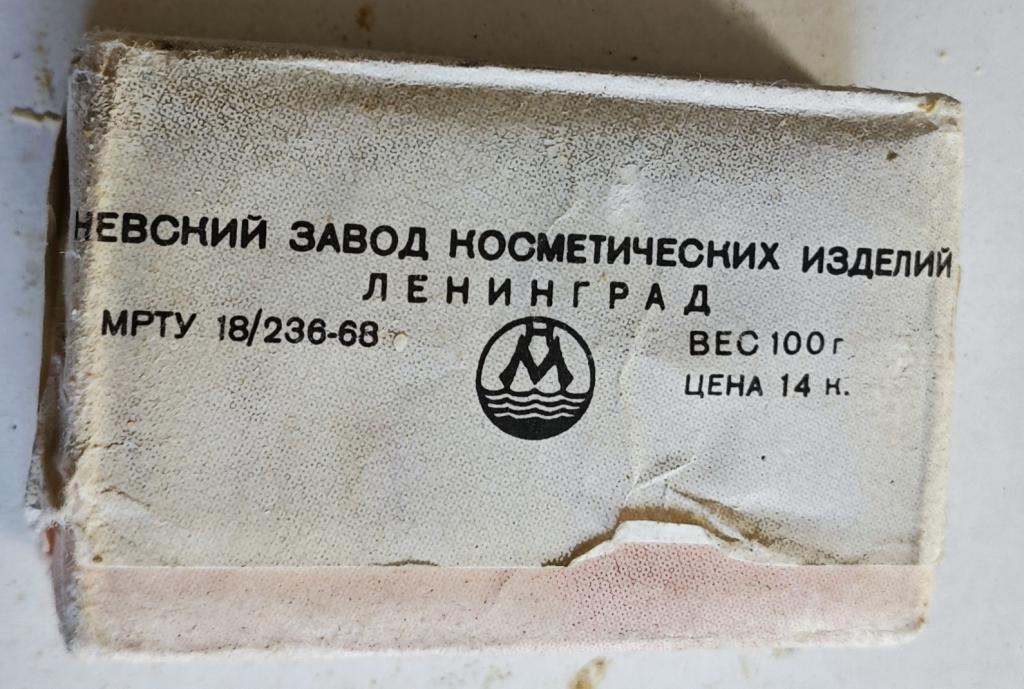 НЕВСКИЙ ЗАВОД КОСМЕТИЧЕСКИХ ИЗДЕЛИЙ
ЛЕНИНГРАД
МРТУ 18/236-68
ВЕС 100 г
ЦЕНА 14 к.